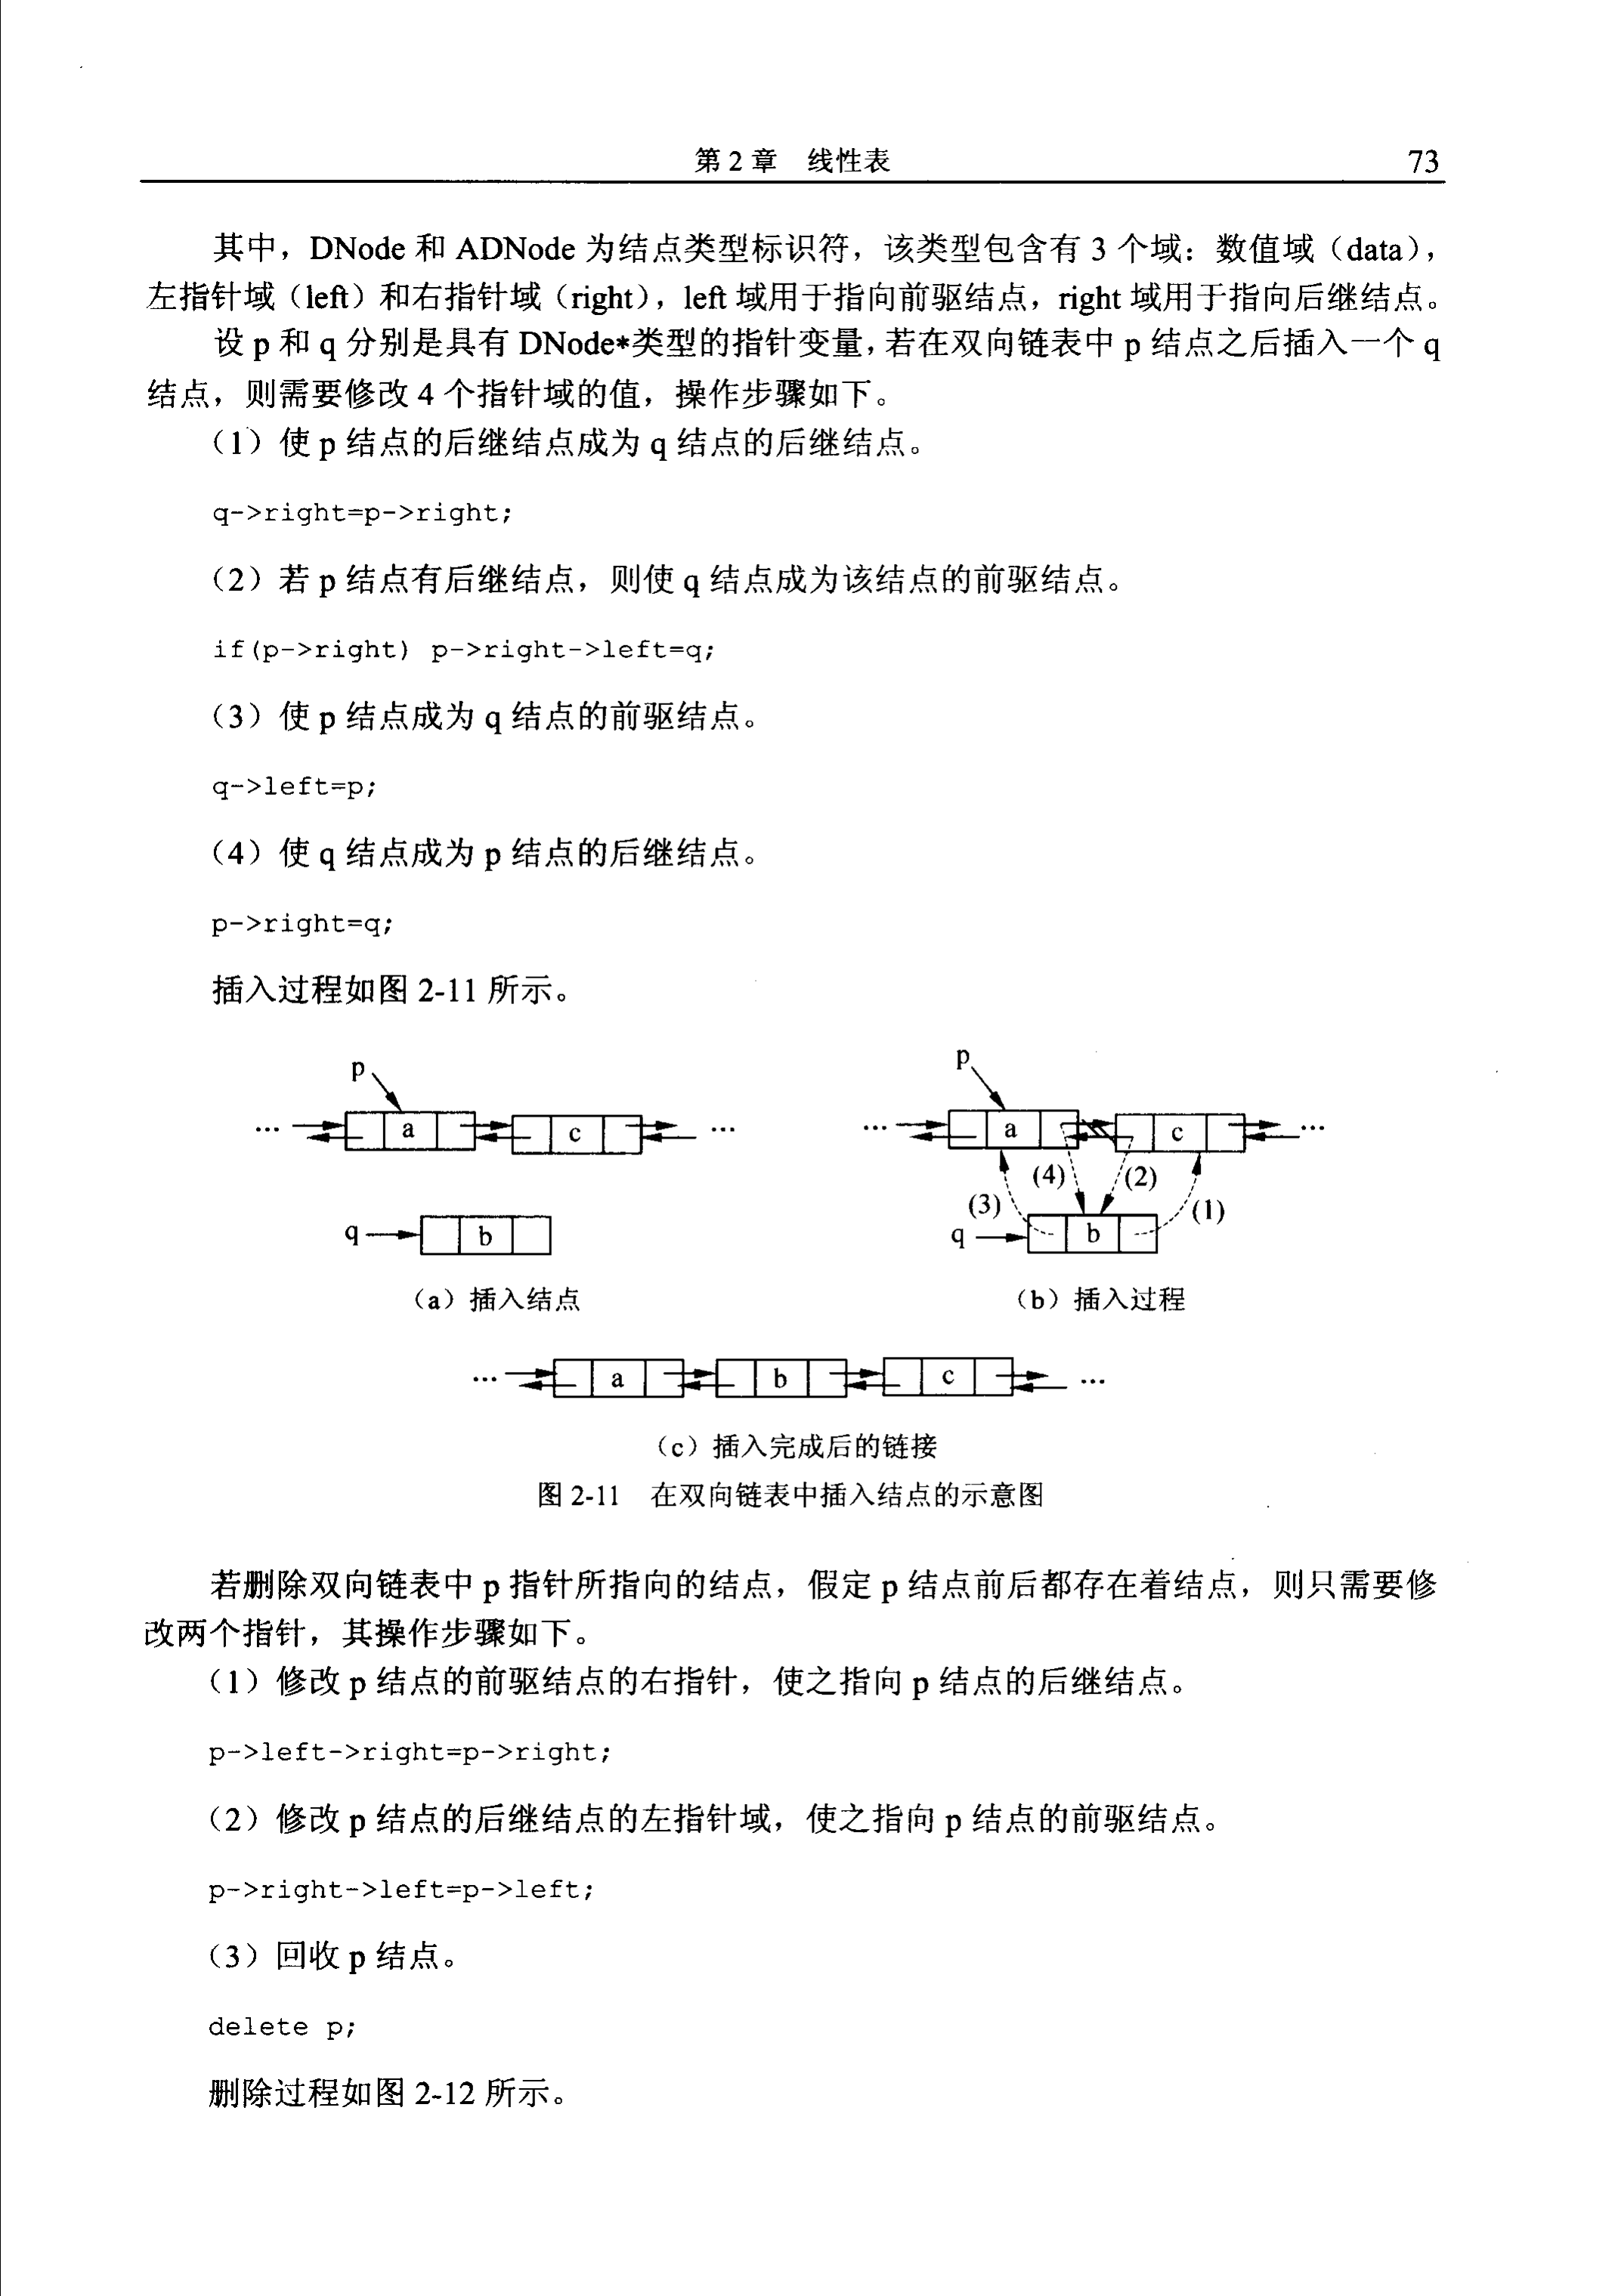 第 2 章 线性表 73
其中，DNode 和 ADNode 为结点类型标识符，该类型包含有 3 个域：数值域（data），
左指针域（left）和右指针域（right），left 域用于指向前驱结点，right 域用于指向后继结点。
设 p 和 q 分别是具有 DNode*类型的指针变量，若在双向链表中 p 结点之后插入一个 q
结点，则需要修改 4 个指针域的值，操作步骤如下。
（1）使 p 结点的后继结点成为 q 结点的后继结点。
q->right=p->right;
（2）若 p 结点有后继结点，则使 q 结点成为该结点的前驱结点。
if(p->right) p->right->left=q;
（3）使 p 结点成为 q 结点的前驱结点。
q->left=p;
（4）使 q 结点成为 p 结点的后继结点。
p->right=q;
插入过程如图 2-11 所示。
p p
… a c … … a c …
(4) (2)
(3) (1)
q b q b
（a）插入结点 （b）插入过程
… a b c …
（c）插入完成后的链接
图 2-11 在双向链表中插入结点的示意图
若删除双向链表中 p 指针所指向的结点，假定 p 结点前后都存在着结点，则只需要修
改两个指针，其操作步骤如下。
（1）修改 p 结点的前驱结点的右指针，使之指向 p 结点的后继结点。
p->left->right=p->right;
（2）修改 p 结点的后继结点的左指针域，使之指向 p 结点的前驱结点。
p->right->left=p->left;
（3）回收 p 结点。
delete p;
删除过程如图 2-12 所示。